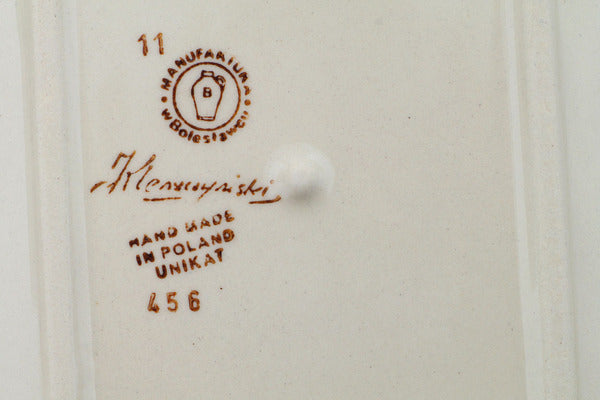 11
MANUFAKTURA
B
w Bolesławcu
HAND MADE
IN POLAND
UNIKAT
456